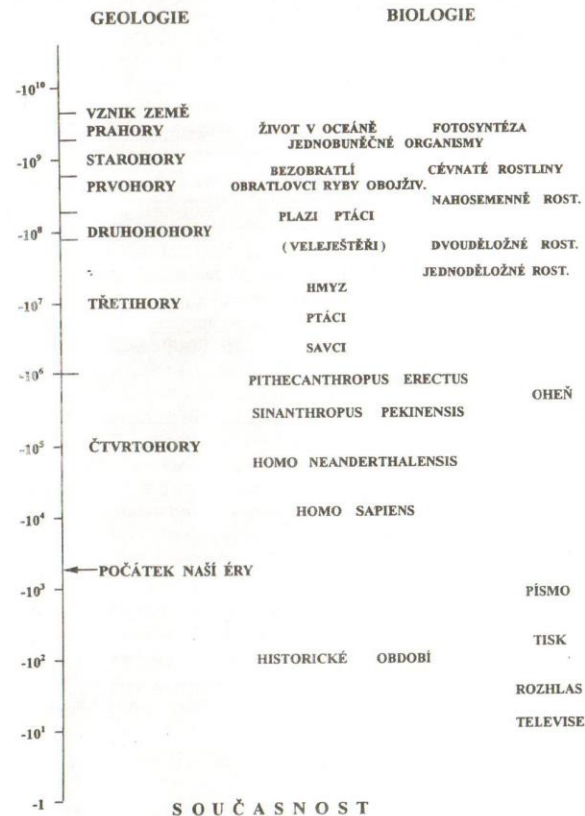 GEOLOGIE BIOLOGIE
-10¹⁰
VZNIK ZEMĚ
PRAHORY ŽIVOT V OCEÁNĚ FOTOSYNTÉZA
JEDNOBUNĚČNÉ ORGANISMY
-10⁹ STAROHORY
BEZOBRATLÍ CÉVNATÉ ROSTLINY
PRVOHORY OBRATLOVCI RYBY OBOJŽIV.
NAHOSEMENNĚ ROST.
PLAZI PTÁCI
-10⁸ DRUHOHOHORY
(VELEJEŠTĚŘI) DVOUDĚLOŽNÉ ROST.
JEDNODĚLOŽNÉ ROST.
HMYZ
-10⁷ TŘETIHORY
PTÁCI
SAVCI
-10⁶ PITHECANTHROPUS ERECTUS
OHEŇ
SINANTHROPUS PEKINENSIS
-10⁵ ČTVRTOHORY
HOMO NEANDERTHALENSIS
HOMO SAPIENS
-10⁴
POČÁTEK NAŠÍ ÉRY
-10³ PÍSMO
TISK
-10² HISTORICKÉ OBDOBÍ
ROZHLAS
-10¹ TELEVISE
-1 SOUČASNOST